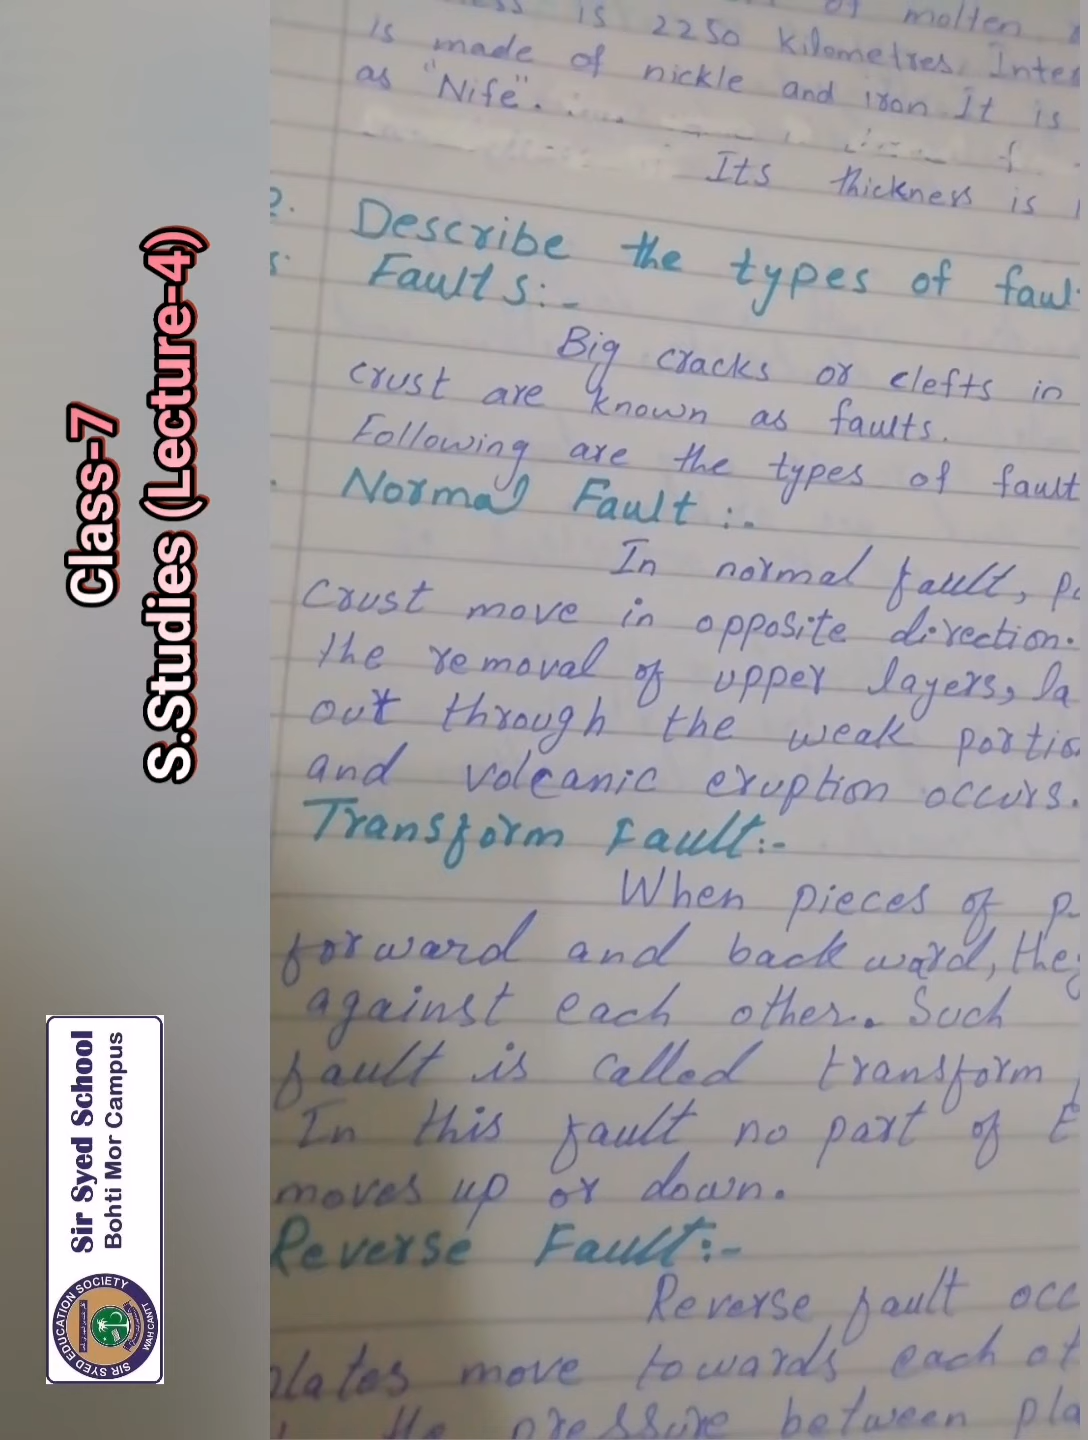 is 2250 kilometres. Inte
is made of nickle and iron It is
as "Nife".
Its thickness is
2. Describe the types of faul
Faults:-
Big cracks or clefts in
crust are known as faults.
Following are the types of fault
Normal Fault :-
In normal fault, p
Crust move in opposite direction.
the removal of upper layers, la
out through the weak portio
and volcanic eruption occurs.
Transform Fault:-
When pieces of p
forward and back ward, the
against each other. Such
fault is called transform
In this fault no part of E
moves up or down.
Reverse Fault:-
Reverse fault occ
plates move towards each ot
the pressure between pla
Class-7
S.Studies (Lecture-4)
Sir Syed School
Bohti Mor Campus
SIR SYED EDUCATION SOCIETY
WAH CANTT